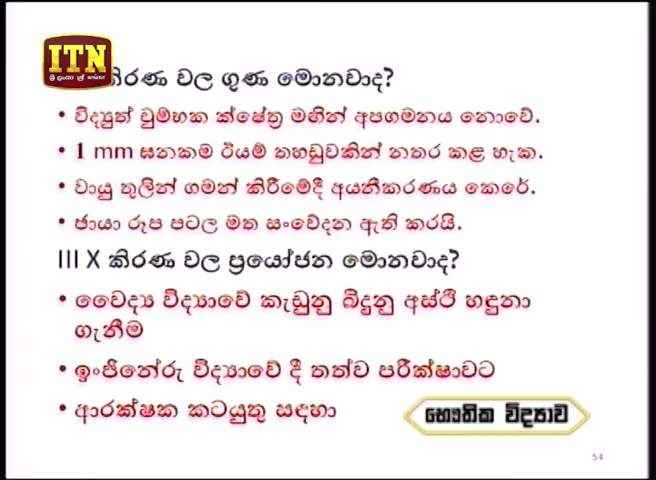 ITN
ශ්‍රී ලංකා ටී හබය
කිරණ වල ගුණ මොනවාද?
• විද්‍යුත් චුම්භක ක්ෂේත්‍ර මඟින් අපගමනය නොවේ.
• 1 mm ඝනකම ඊයම් තහඩුවකින් නතර කළ හැක.
• වායු තුලින් ගමන් කිරීමේදී අයනීකරණය කෙරේ.
• ඡායා රූප පටල මත සංවේදන ඇති කරයි.
III X කිරණ වල ප්‍රයෝජන මොනවාද?
• වෛද්‍ය විද්‍යාවේ කැඩුනු බිදුනු අස්ථි හඳුනා
ගැනීම
• ඉංජිනේරු විද්‍යාවේ දී තත්ව පරීක්ෂාවට
• ආරක්ෂක කටයුතු සඳහා
භෞතික විද්‍යාව
54